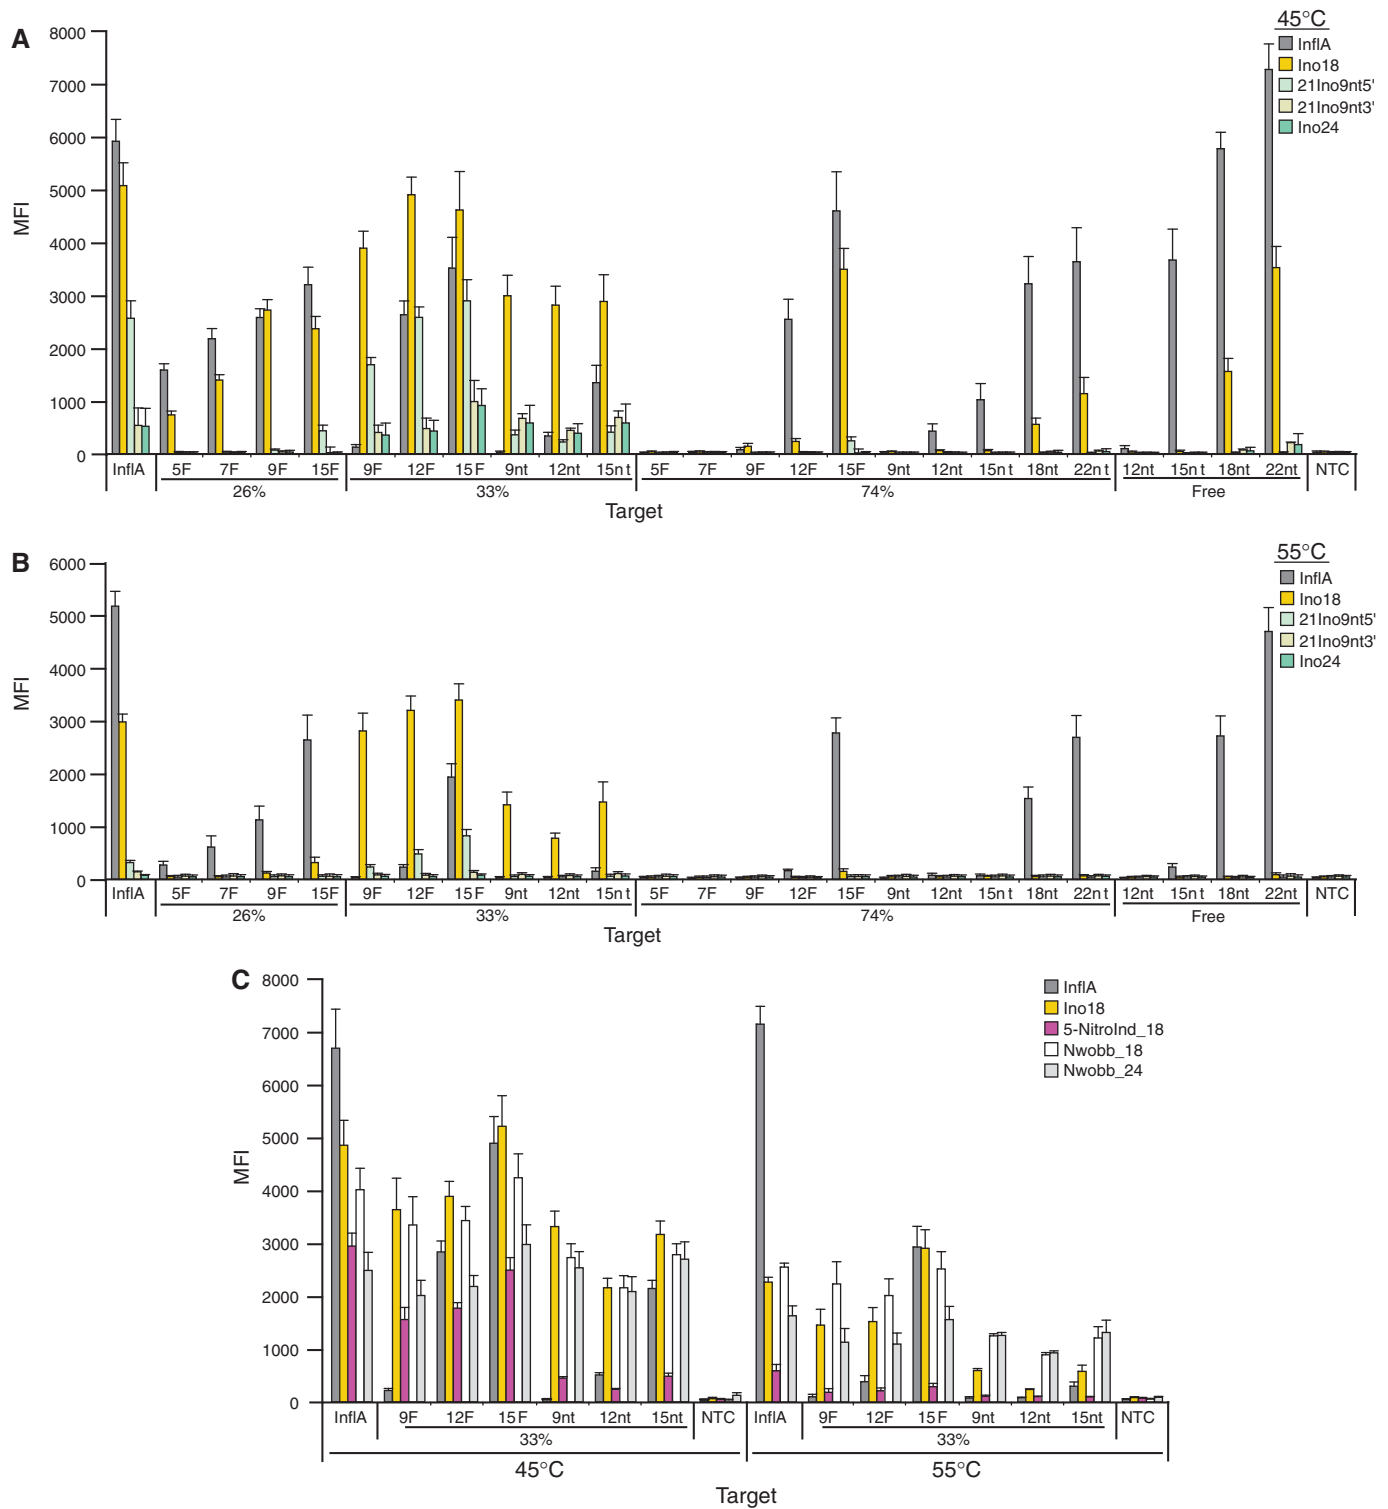 A
45°C
InflA
Ino18
21Ino9nt5'
21Ino9nt3'
Ino24
MFI
8000
7000
6000
5000
4000
3000
2000
1000
0
InflA 5F 7F 9F 15F 9F 12F 15F 9nt 12nt 15nt 5F 7F 9F 12F 15F 9nt 12nt 15nt 18nt 22nt 12nt 15nt 18nt 22nt NTC
26% 33% 74% Free
Target
B
55°C
InflA
Ino18
21Ino9nt5'
21Ino9nt3'
Ino24
MFI
6000
5000
4000
3000
2000
1000
0
InflA 5F 7F 9F 15F 9F 12F 15F 9nt 12nt 15nt 5F 7F 9F 12F 15F 9nt 12nt 15nt 18nt 22nt 12nt 15nt 18nt 22nt NTC
26% 33% 74% Free
Target
C
InflA
Ino18
5-NitroInd_18
Nwobb_18
Nwobb_24
MFI
8000
7000
6000
5000
4000
3000
2000
1000
0
InflA 9F 12F 15F 9nt 12nt 15nt NTC InflA 9F 12F 15F 9nt 12nt 15nt NTC
33% 33%
45°C 55°C
Target